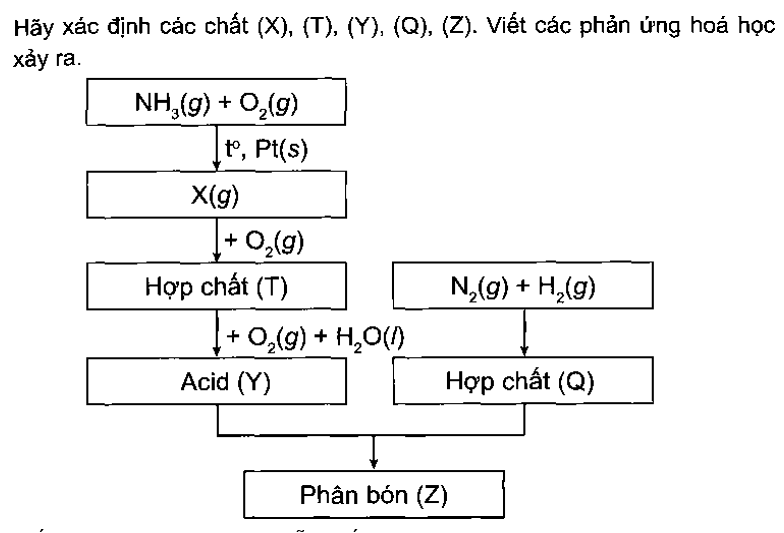 Hãy xác định các chất (X), (T), (Y), (Q), (Z). Viết các phản ứng hoá học
xảy ra.
NH₃(g) + O₂(g)
tº, Pt(s)
X(g)
+ O₂(g)
Hợp chất (T)
N₂(g) + H₂(g)
+ O₂(g) + H₂O(l)
Acid (Y)
Hợp chất (Q)
Phân bón (Z)